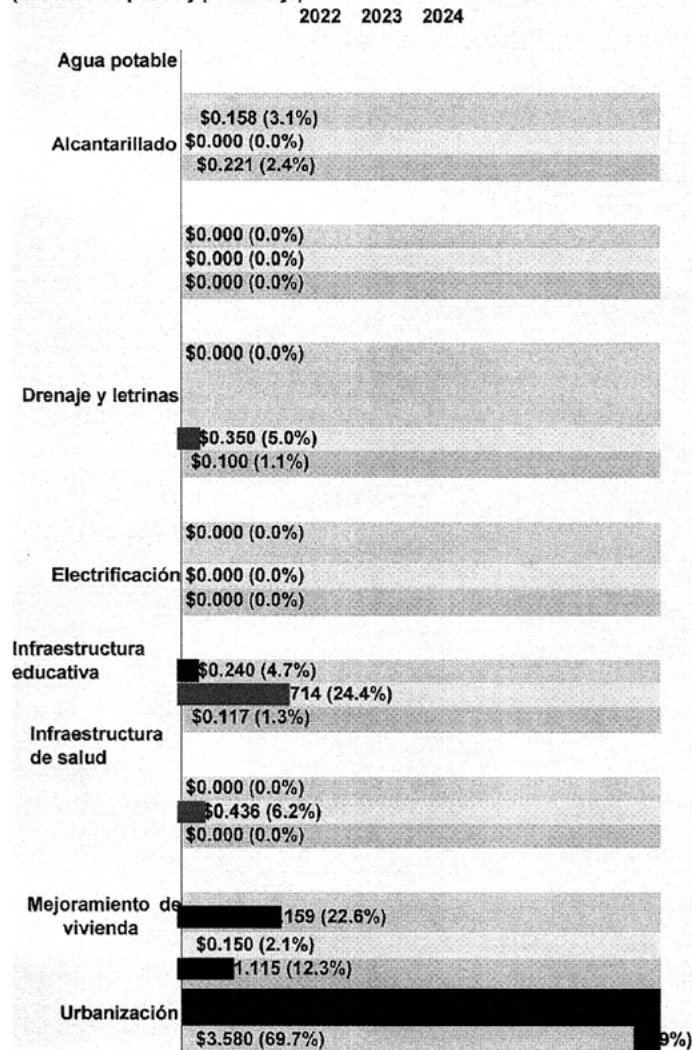 2022 2023 2024
Agua potable
$0.158 (3.1%)
Alcantarillado $0.000 (0.0%)
$0.221 (2.4%)
$0.000 (0.0%)
$0.000 (0.0%)
$0.000 (0.0%)
$0.000 (0.0%)
Drenaje y letrinas
$0.350 (5.0%)
$0.100 (1.1%)
$0.000 (0.0%)
Electrificación $0.000 (0.0%)
$0.000 (0.0%)
Infraestructura
educativa $0.240 (4.7%)
714 (24.4%)
$0.117 (1.3%)
Infraestructura
de salud
$0.000 (0.0%)
$0.436 (6.2%)
$0.000 (0.0%)
Mejoramiento de
vivienda
159 (22.6%)
$0.150 (2.1%)
1.115 (12.3%)
Urbanización
$3.580 (69.7%) 9%)